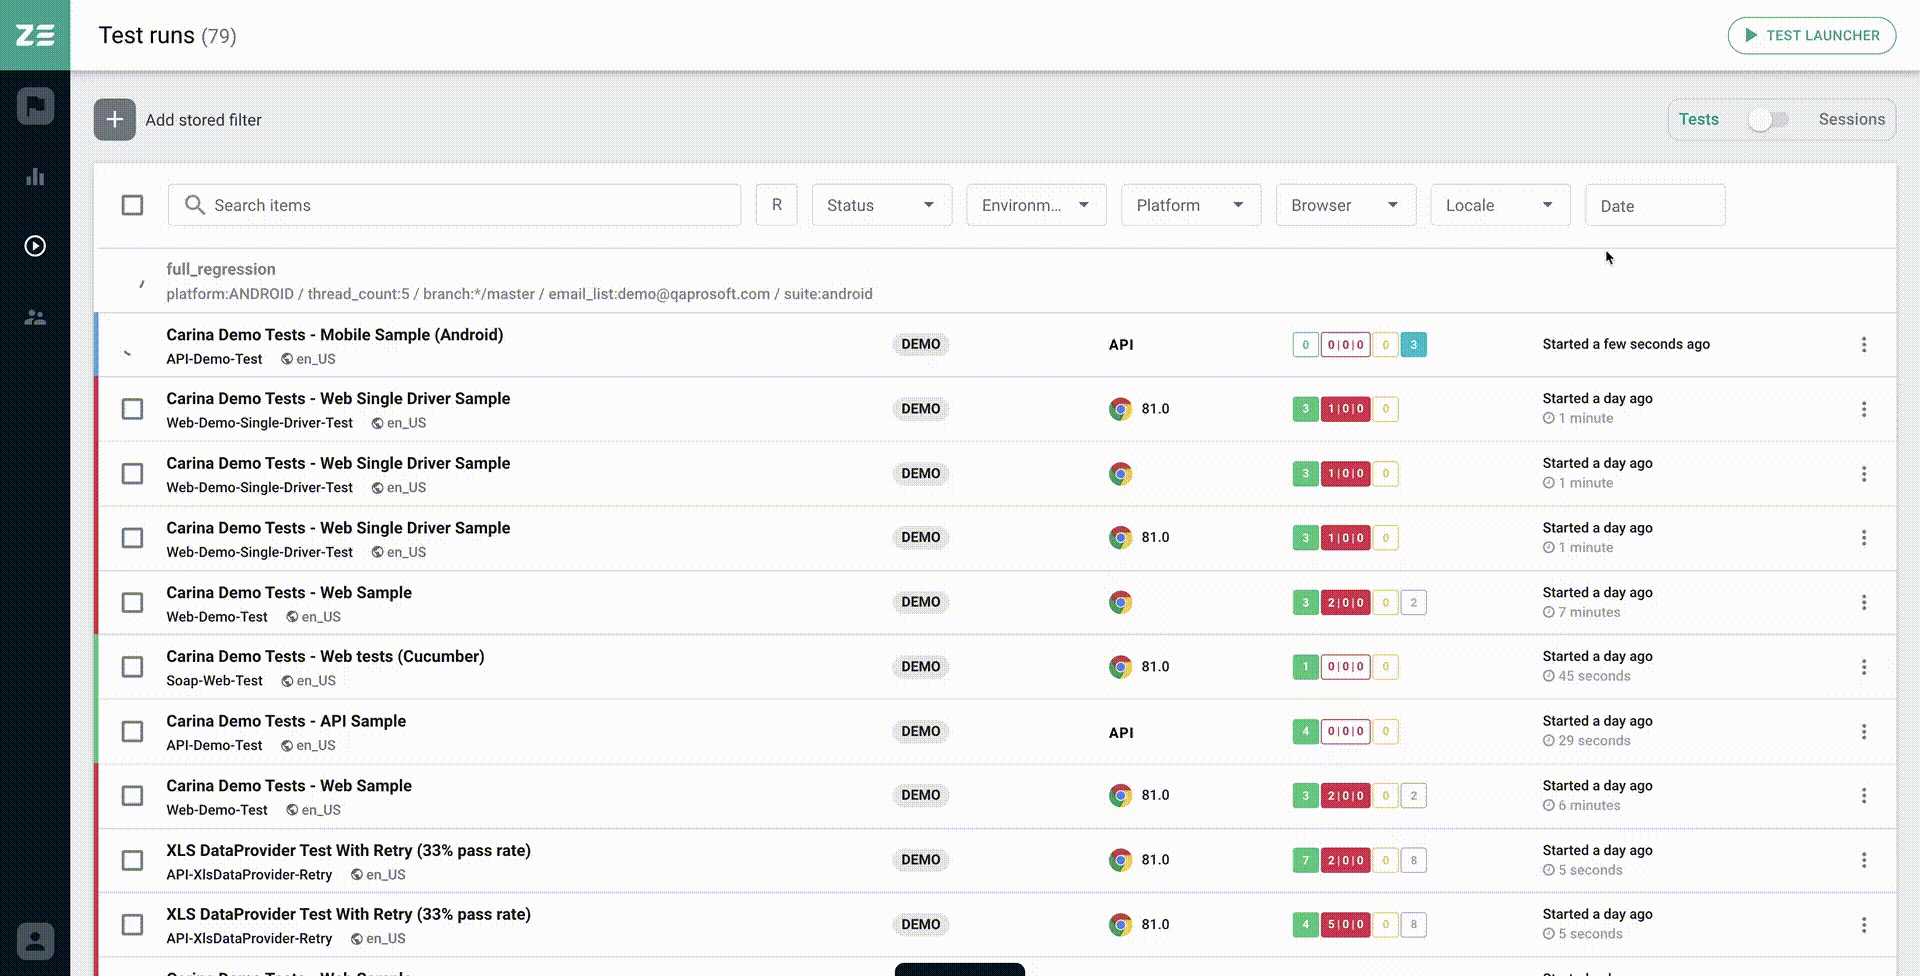 ZE
Test runs (79)
TEST LAUNCHER
Add stored filter
Tests
Sessions
Search items
R
Status
Environm...
Platform
Browser
Locale
Date
full_regression
platform:ANDROID / thread_count:5 / branch:*/master / email_list:demo@qaprosoft.com / suite:android
Carina Demo Tests - Mobile Sample (Android)
API-Demo-Test en_US
DEMO
API
0 0|0|0 0 3
Started a few seconds ago
Carina Demo Tests - Web Single Driver Sample
Web-Demo-Single-Driver-Test en_US
DEMO
81.0
3 1|0|0 0
Started a day ago
1 minute
Carina Demo Tests - Web Single Driver Sample
Web-Demo-Single-Driver-Test en_US
DEMO
3 1|0|0 0
Started a day ago
1 minute
Carina Demo Tests - Web Single Driver Sample
Web-Demo-Single-Driver-Test en_US
DEMO
81.0
3 1|0|0 0
Started a day ago
1 minute
Carina Demo Tests - Web Sample
Web-Demo-Test en_US
DEMO
3 2|0|0 0 2
Started a day ago
7 minutes
Carina Demo Tests - Web tests (Cucumber)
Soap-Web-Test en_US
DEMO
81.0
1 0|0|0 0
Started a day ago
45 seconds
Carina Demo Tests - API Sample
API-Demo-Test en_US
DEMO
API
4 0|0|0 0
Started a day ago
29 seconds
Carina Demo Tests - Web Sample
Web-Demo-Test en_US
DEMO
81.0
3 2|0|0 0 2
Started a day ago
6 minutes
XLS DataProvider Test With Retry (33% pass rate)
API-XlsDataProvider-Retry en_US
DEMO
81.0
7 2|0|0 0 8
Started a day ago
5 seconds
XLS DataProvider Test With Retry (33% pass rate)
API-XlsDataProvider-Retry en_US
DEMO
81.0
4 5|0|0 0 8
Started a day ago
5 seconds